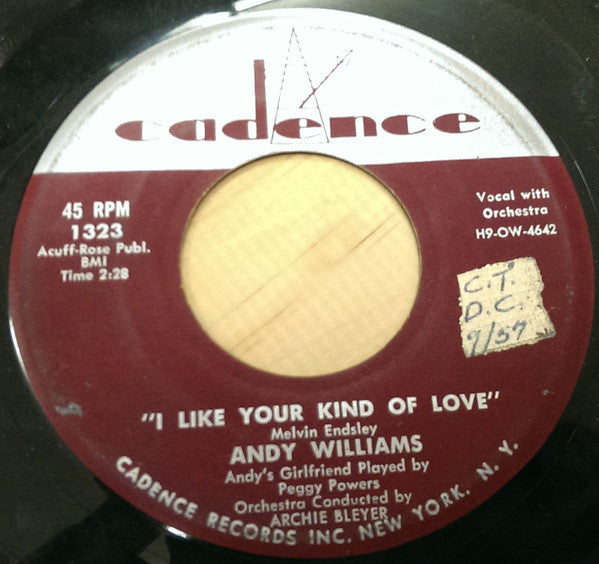 cadence
45 RPM
1323
Acuff-Rose Publ.
BMI
Time 2:28
Vocal with
Orchestra
H9-OW-4642
C.T.
D.C.
7/57
"I LIKE YOUR KIND OF LOVE"
Melvin Endsley
ANDY WILLIAMS
Andy's Girlfriend Played by
Peggy Powers
Orchestra Conducted by
ARCHIE BLEYER
CADENCE RECORDS INC. NEW YORK, N. Y.